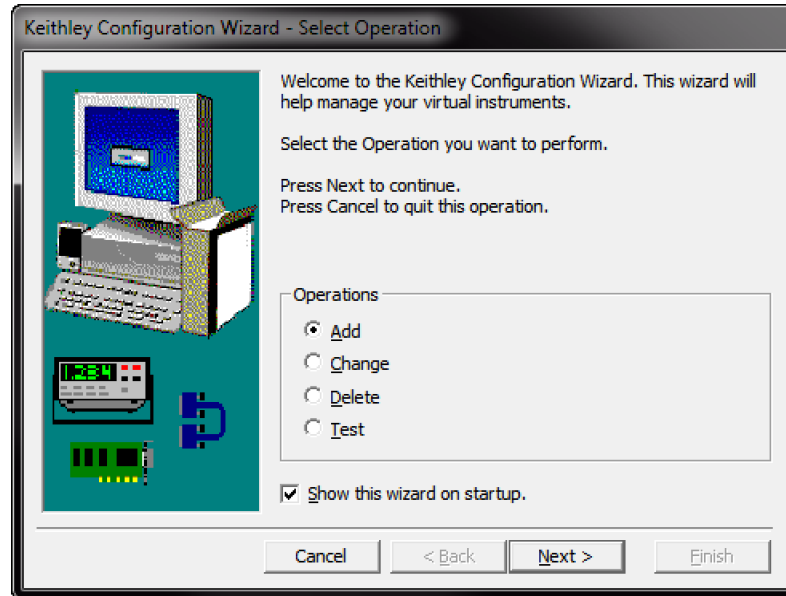 Keithley Configuration Wizard - Select Operation
Welcome to the Keithley Configuration Wizard. This wizard will
help manage your virtual instruments.
Select the Operation you want to perform.
Press Next to continue.
Press Cancel to quit this operation.
Operations
Add
Change
Delete
Test
Show this wizard on startup.
Cancel
< Back
Next >
Finish